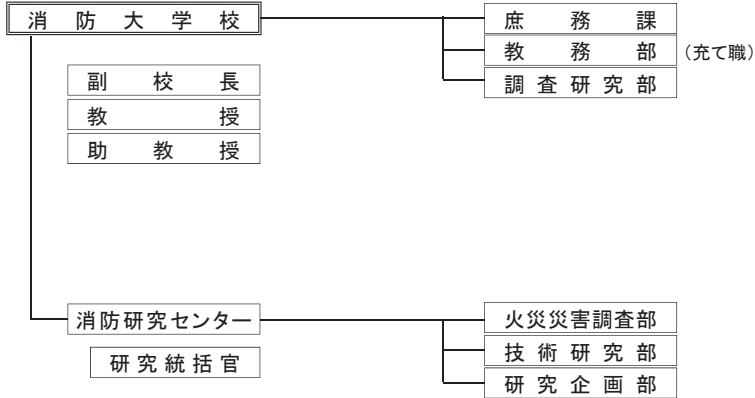 消防大学校
庶務課
教務部 （充て職）
調査研究部
副校長
教授
助教授
消防研究センター
火災災害調査部
技術研究部
研究統括官
研究企画部